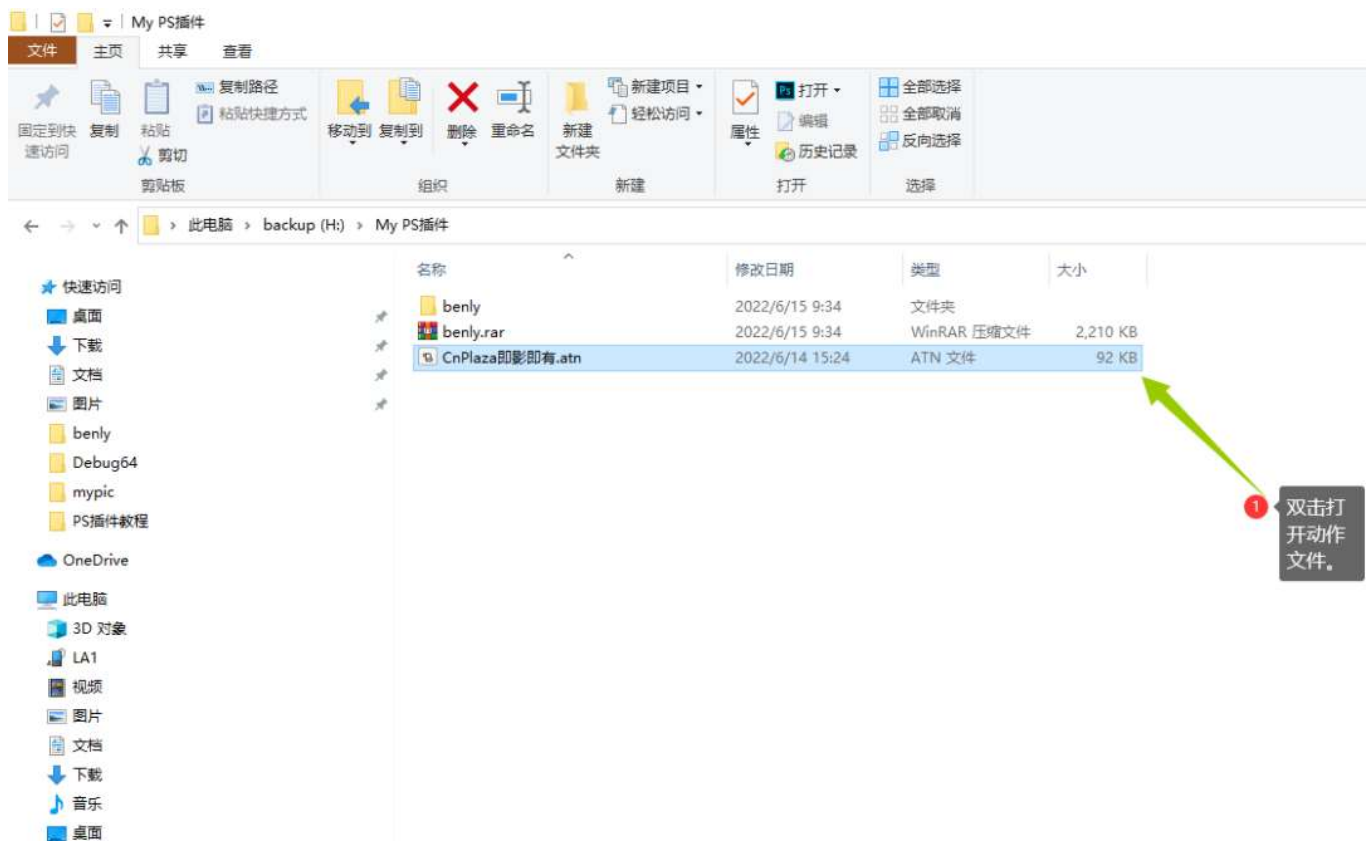 My PS插件
文件 主页 共享 查看
固定到快速访问
复制
粘贴
复制路径
粘贴快捷方式
剪切
剪贴板
移动到
复制到
删除
重命名
组织
新建
文件夹
新建项目
轻松访问
新建
属性
打开
编辑
历史记录
打开
全部选择
全部取消
反向选择
选择
此电脑 > backup (H:) > My PS插件
名称 修改日期 类型 大小
benly 2022/6/15 9:34 文件夹
benly.rar 2022/6/15 9:34 WinRAR 压缩文件 2,210 KB
CnPlaza即影即有.atn 2022/6/14 15:24 ATN 文件 92 KB
快速访问
桌面
下载
文档
图片
benly
Debug64
mypic
PS插件教程
OneDrive
此电脑
3D 对象
LA1
视频
图片
文档
下载
音乐
桌面
1
双击打
开动作
文件。